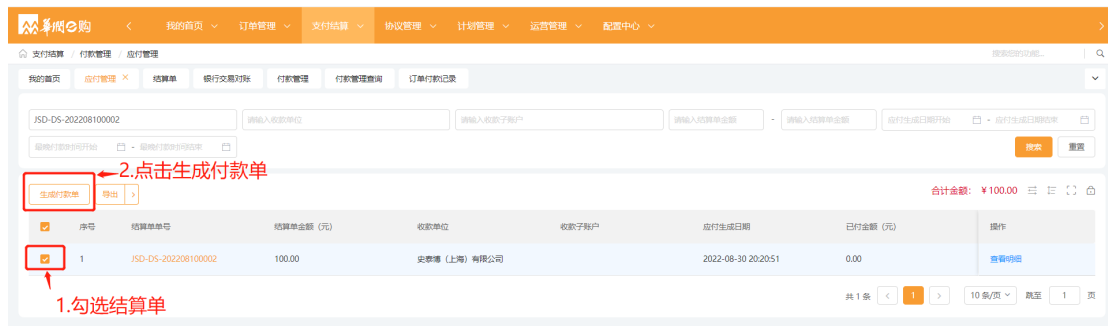 華潤e购 我的首页 订单管理 支付结算 协议管理 计划管理 运营管理 配置中心
支付结算 / 付款管理 / 应付管理 搜索您的功能...
我的首页 应付管理 × 结算单 银行交易对账 付款管理 付款管理查询 订单付款记录
JSD-DS-202208100002 请输入收款单位 请输入收款子账户 请输入结算单金额 - 请输入结算单金额 应付生成日期开始 - 应付生成日期结束
最晚付款时间开始 - 最晚付款时间结束 搜索 重置
2.点击生成付款单
生成付款单 导出 合计金额: ¥100.00
序号 结算单单号 结算单金额 (元) 收款单位 收款子账户 应付生成日期 已付金额 (元) 操作
1 JSD-DS-202208100002 100.00 史泰博 (上海) 有限公司 2022-08-30 20:20:51 0.00 查看明细
共 1 条 1 10 条/页 跳至 1 页
1.勾选结算单